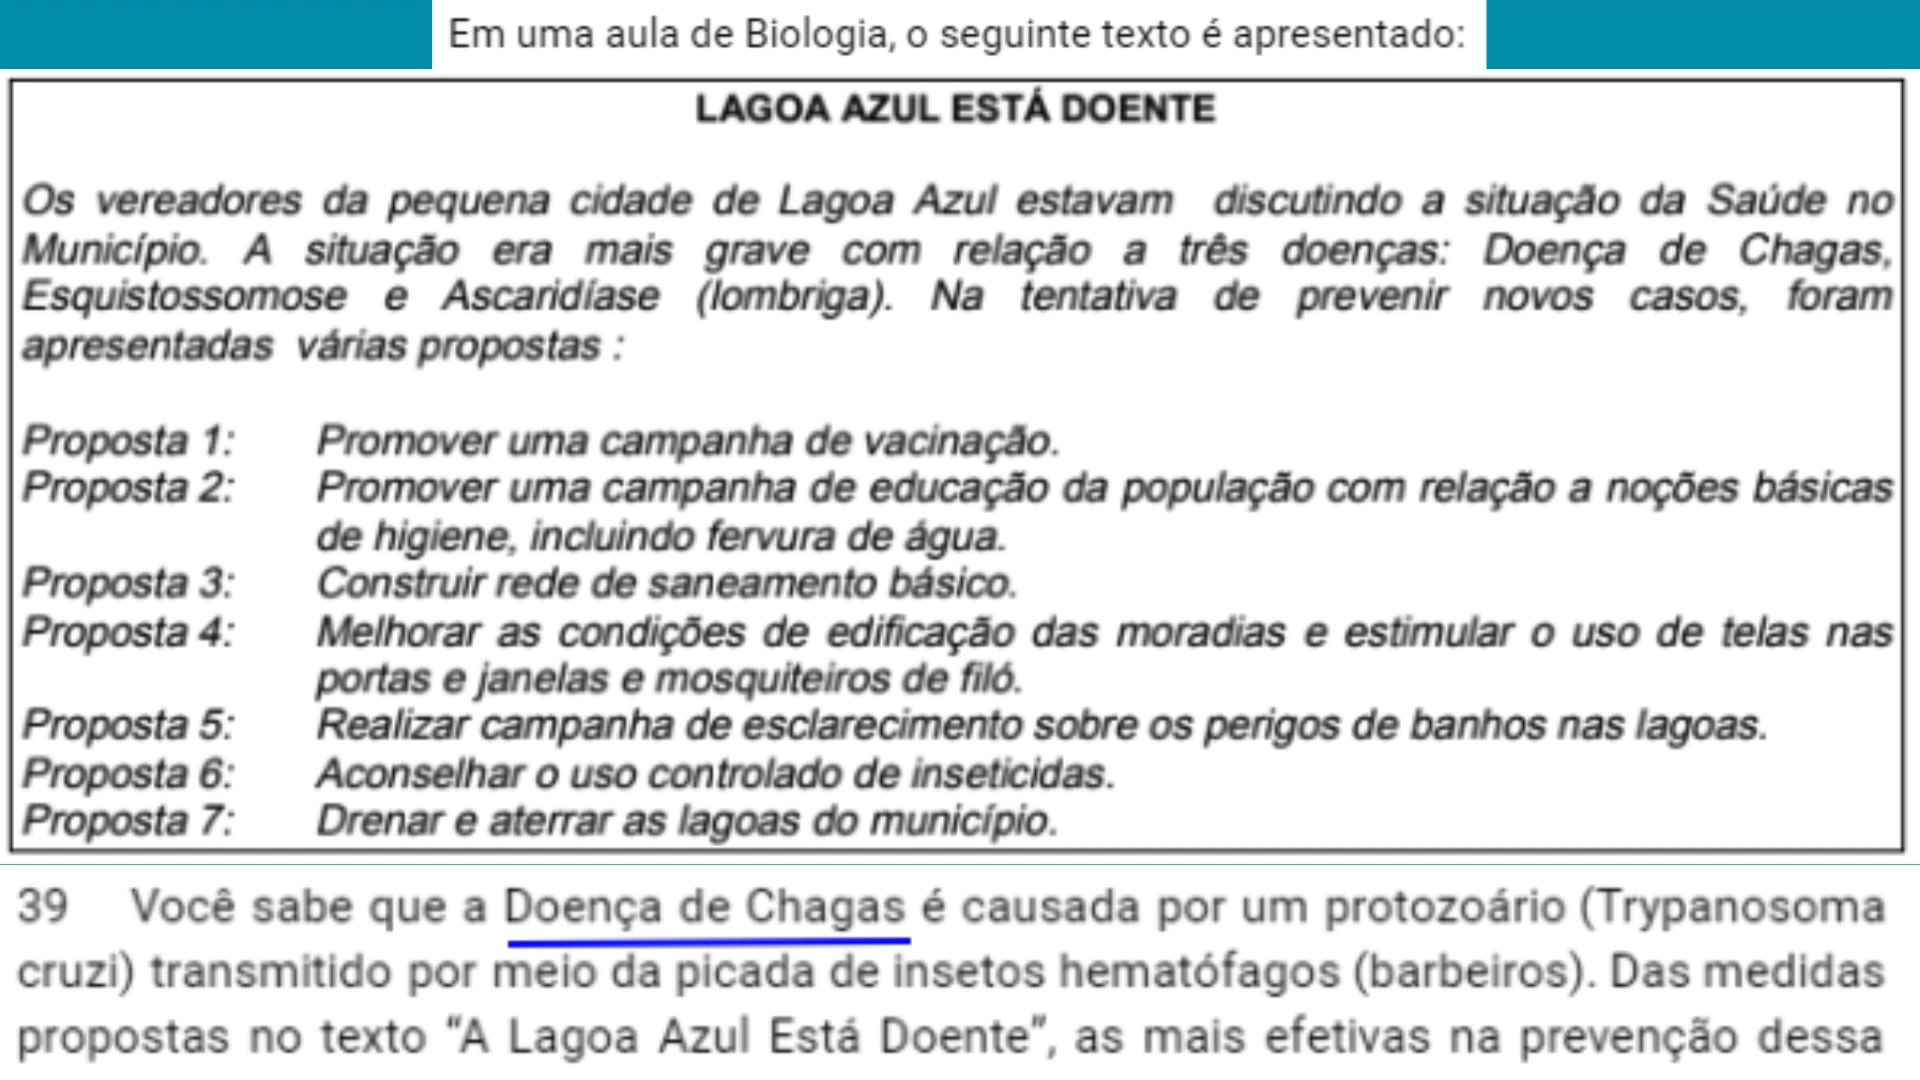 Em uma aula de Biologia, o seguinte texto é apresentado:
LAGOA AZUL ESTÁ DOENTE
Os vereadores da pequena cidade de Lagoa Azul estavam discutindo a situação da Saúde no
Município. A situação era mais grave com relação a três doenças: Doença de Chagas,
Esquistossomose e Ascaridíase (lombriga). Na tentativa de prevenir novos casos, foram
apresentadas várias propostas :
Proposta 1: Promover uma campanha de vacinação.
Proposta 2: Promover uma campanha de educação da população com relação a noções básicas
de higiene, incluindo fervura de água.
Proposta 3: Construir rede de saneamento básico.
Proposta 4: Melhorar as condições de edificação das moradias e estimular o uso de telas nas
portas e janelas e mosquiteiros de filó.
Proposta 5: Realizar campanha de esclarecimento sobre os perigos de banhos nas lagoas.
Proposta 6: Aconselhar o uso controlado de inseticidas.
Proposta 7: Drenar e aterrar as lagoas do município.
39 Você sabe que a Doença de Chagas é causada por um protozoário (Trypanosoma
cruzi) transmitido por meio da picada de insetos hematófagos (barbeiros). Das medidas
propostas no texto “A Lagoa Azul Está Doente”, as mais efetivas na prevenção dessa